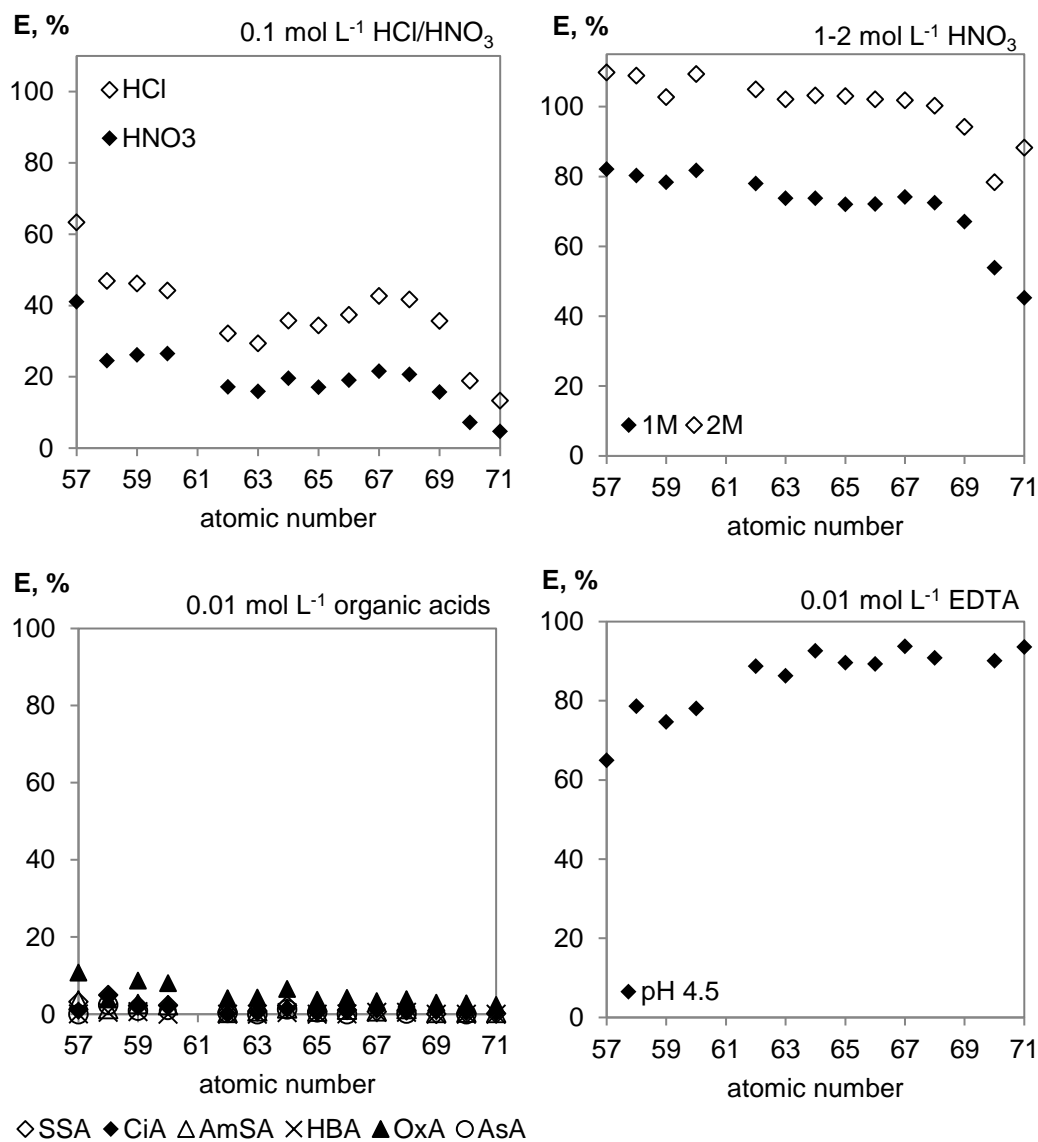 E, %
0.1 mol L-1 HCl/HNO3
100
80
60
40
20
0
57 59 61 63 65 67 69 71
atomic number
◇HCl
◆HNO3
E, %
1-2 mol L-1 HNO3
100
80
60
40
20
0
57 59 61 63 65 67 69 71
atomic number
◆1M ◇2M
E, %
0.01 mol L-1 organic acids
100
80
60
40
20
0
57 59 61 63 65 67 69 71
atomic number
◇SSA ◆CiA △AmSA ×HBA ▲OxA ○AsA
E, %
0.01 mol L-1 EDTA
100
80
60
40
20
0
57 59 61 63 65 67 69 71
atomic number
◆pH 4.5